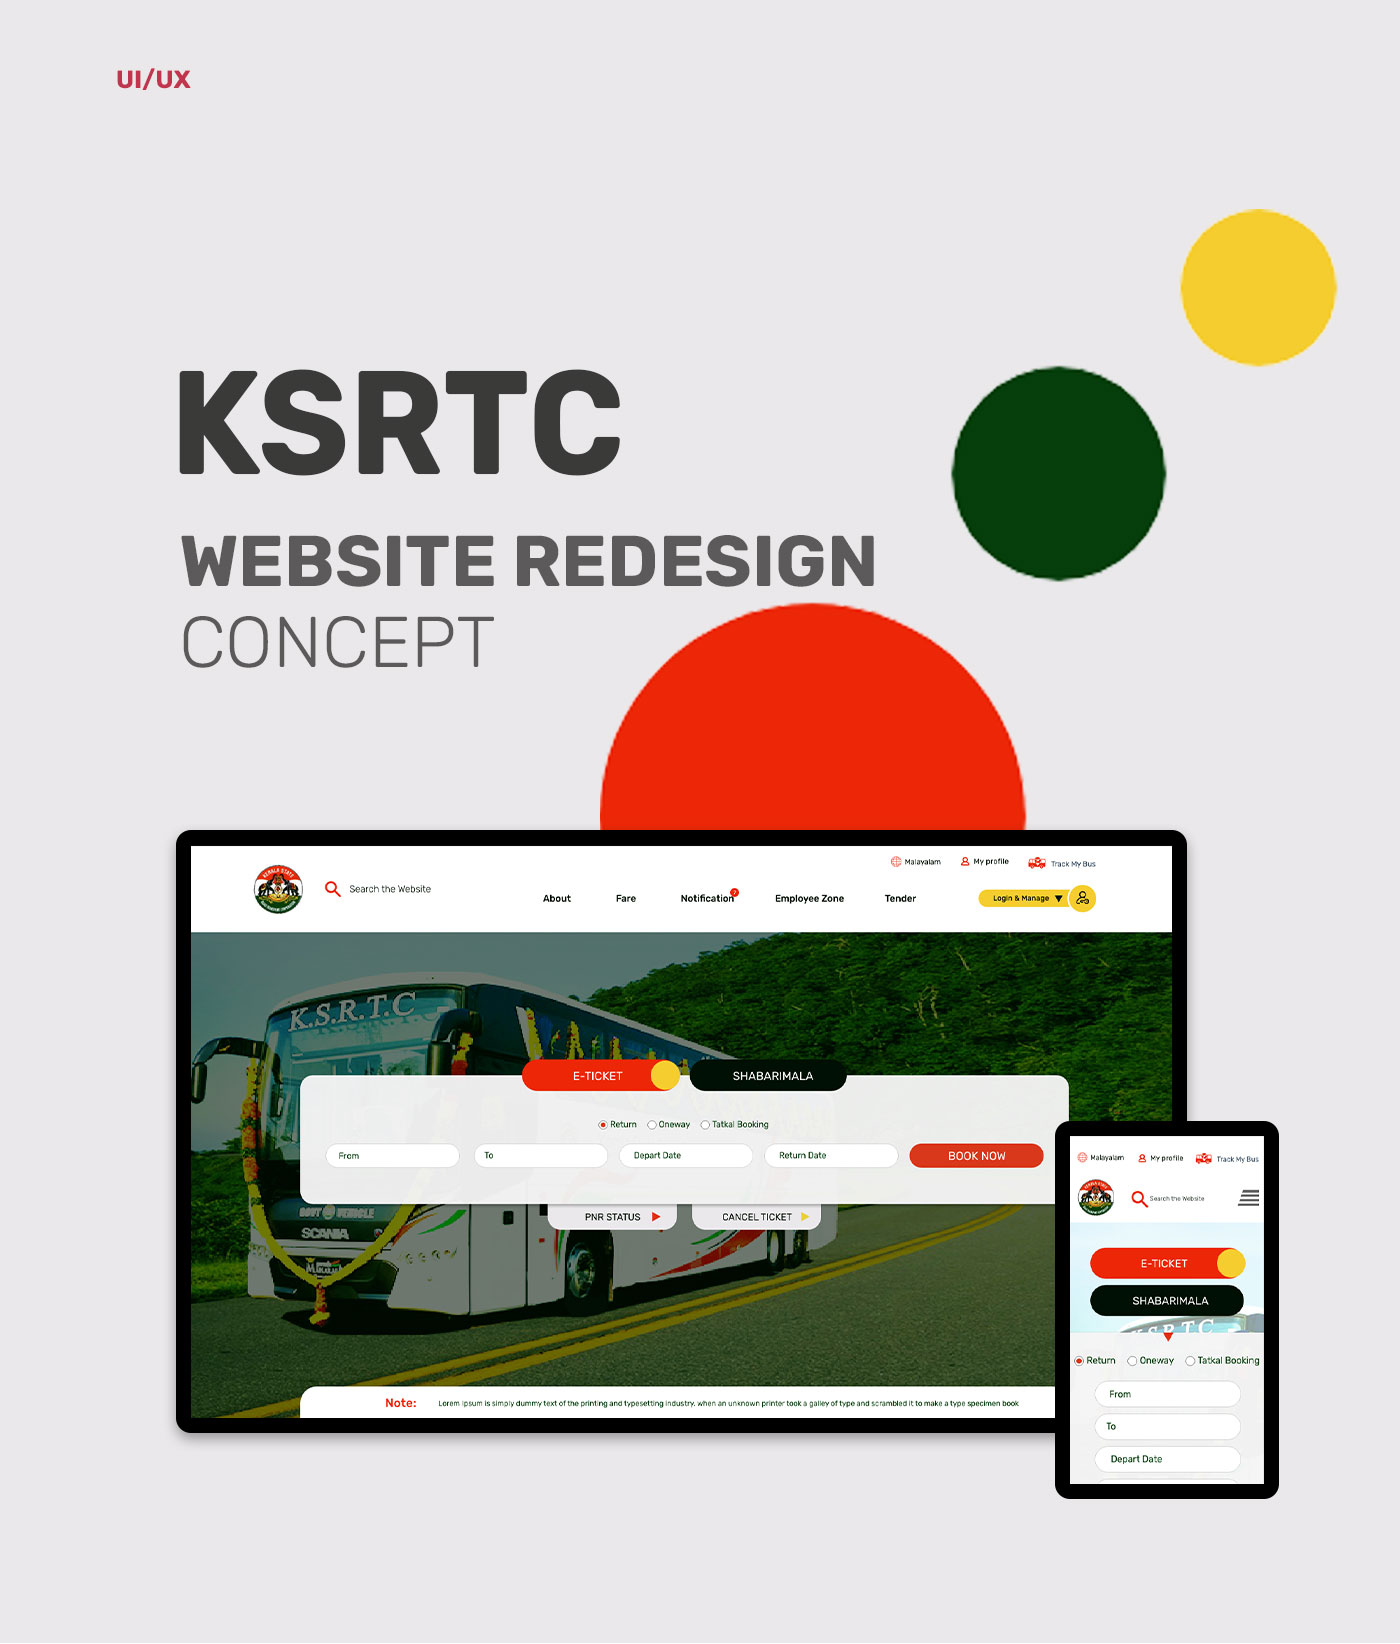 UI/UX
KSRTC
WEBSITE REDESIGN
CONCEPT
Malayalam
My profile
Track My Bus
KERALA STATE
Search the Website
About
Fare
Notification
Employee Zone
Tender
Login & Manage
K.S.R.T.C
E-TICKET
SHABARIMALA
Return
Oneway
Tatkal Booking
From
To
Depart Date
Return Date
BOOK NOW
GOVT VEHICLE
PNR STATUS
CANCEL TICKET
SCANIA
Note:
Lorem Ipsum is simply dummy text of the printing and typesetting industry. when an unknown printer took a galley of type and scrambled it to make a type specimen book
Malayalam
My profile
Track My Bus
Search the Website
E-TICKET
SHABARIMALA
Return
Oneway
Tatkal Booking
From
To
Depart Date